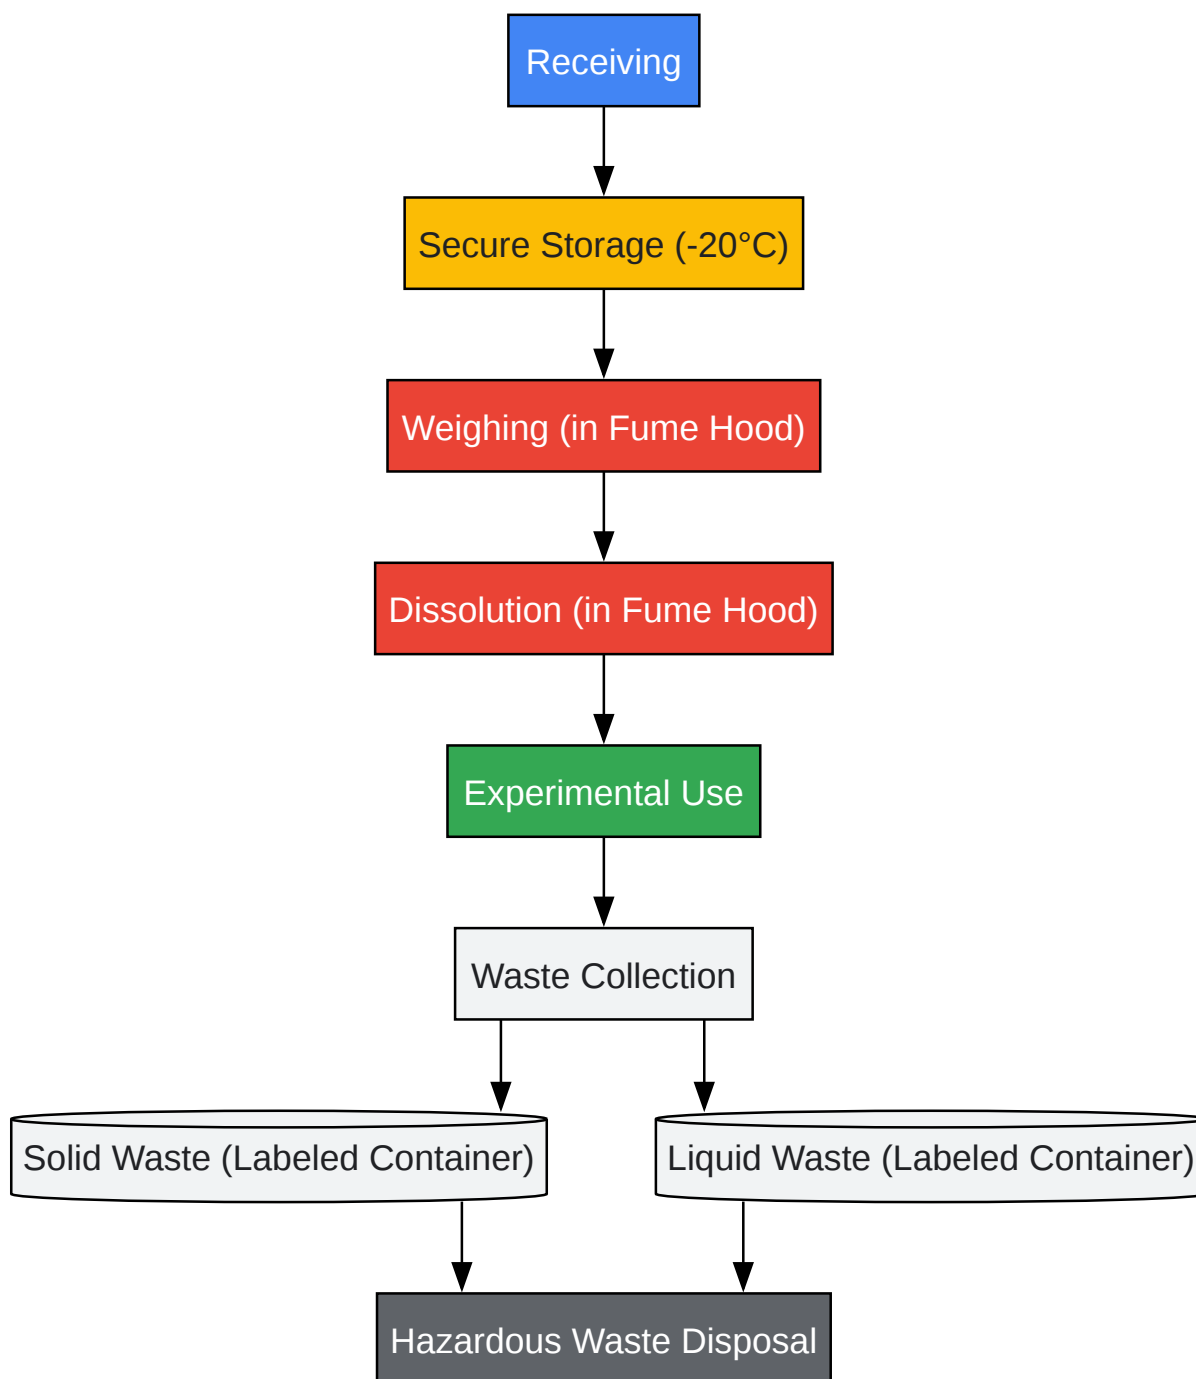 Receiving
Secure Storage (-20°C)
Weighing (in Fume Hood)
Dissolution (in Fume Hood)
Experimental Use
Waste Collection
Solid Waste (Labeled Container)
Liquid Waste (Labeled Container)
Hazardous Waste Disposal